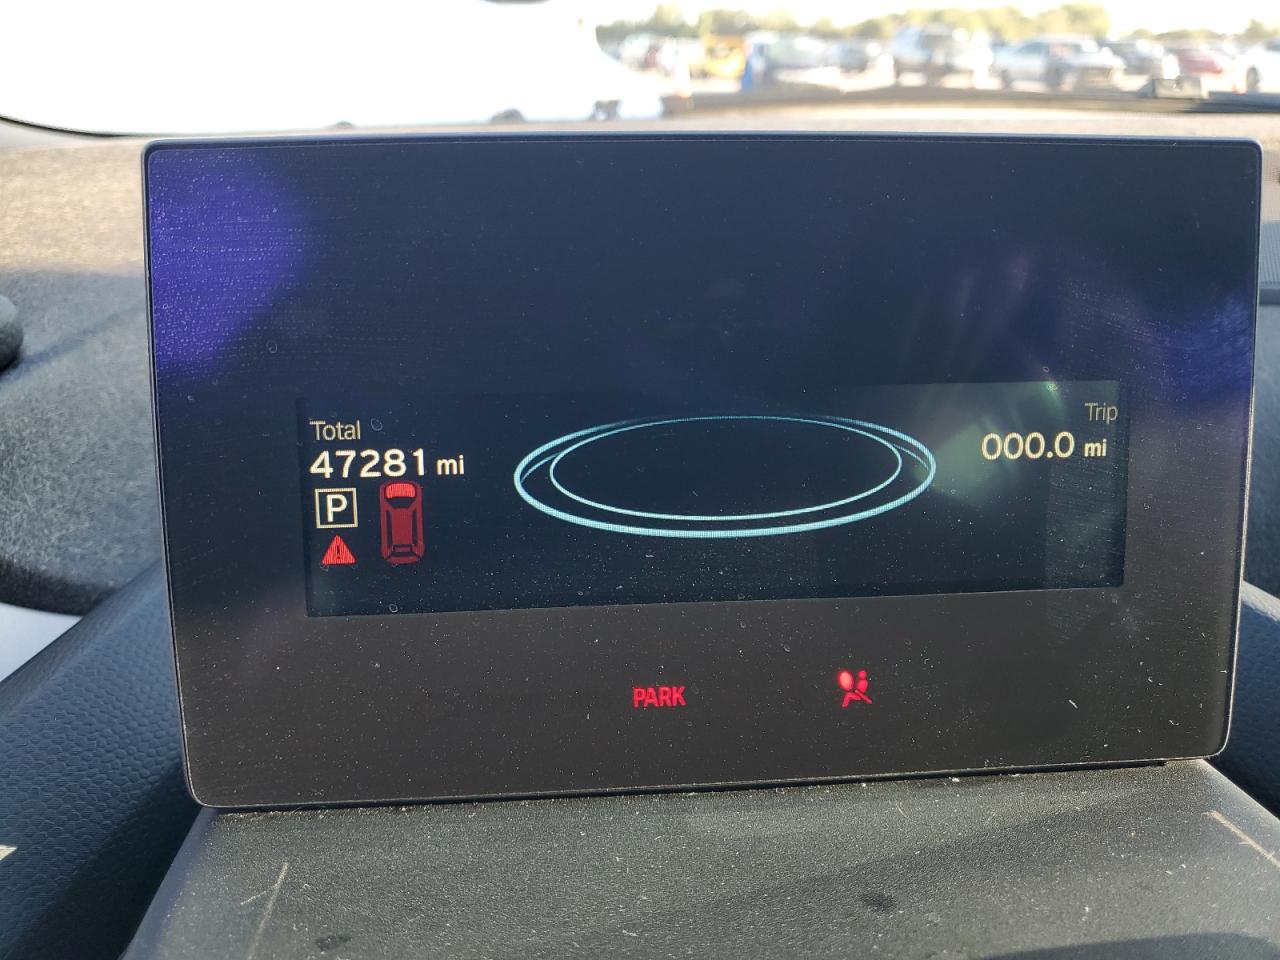 Total
47281 mi
P
Trip
000.0 mi
PARK